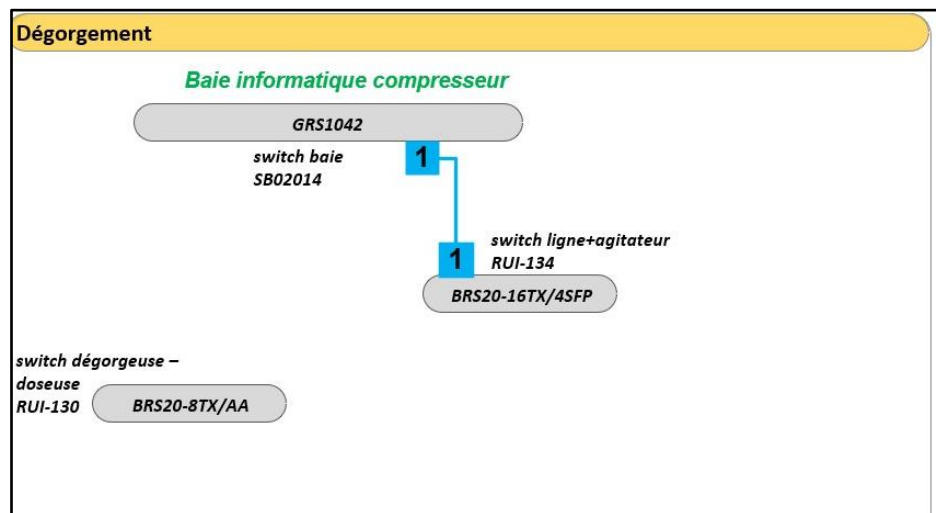 Dégorgement
Baie informatique compresseur
GRS1042
switch baie
SB02014
1
1
switch ligne+agitateur
RUI-134
BRS20-16TX/4SFP
switch dégorgeuse –
doseuse
RUI-130
BRS20-8TX/AA